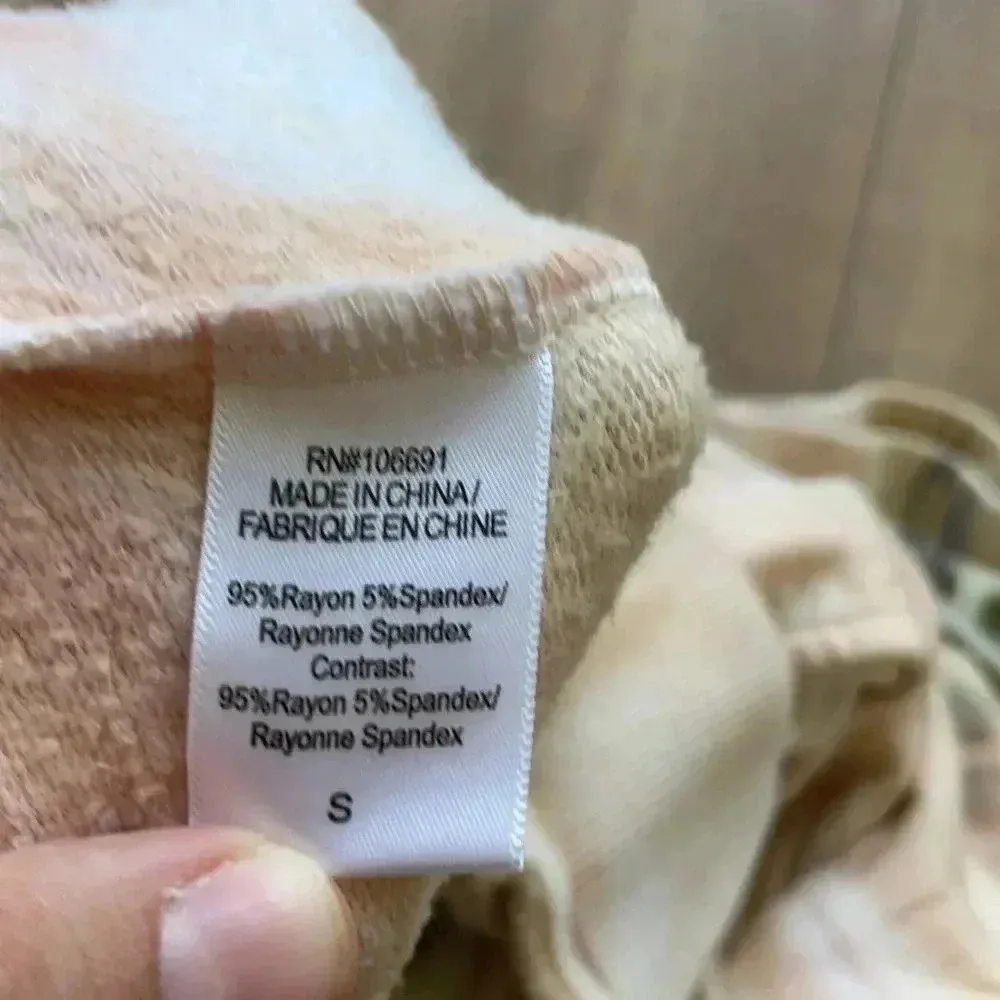 RN#106691
MADE IN CHINA/
FABRIQUE EN CHINE
95%Rayon 5%Spandex/
Rayonne Spandex
Contrast:
95%Rayon 5%Spandex/
Rayonne Spandex
S